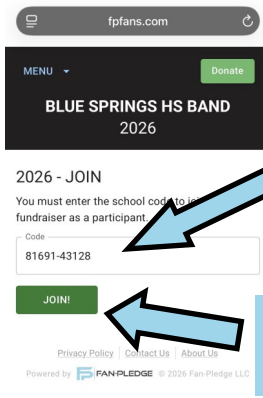 fpfans.com
MENU
Donate
BLUE SPRINGS HS BAND
2026
2026 - JOIN
You must enter the school code to
fundraiser as a participant.
Code
81691-43128
JOIN!
Privacy Policy Contact Us About Us
Powered by FAN-PLEDGE © 2026 Fan-Pledge LLC